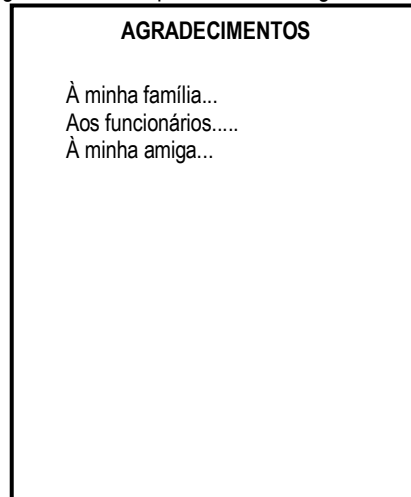 AGRADECIMENTOS
À minha família...
Aos funcionários.....
À minha amiga...